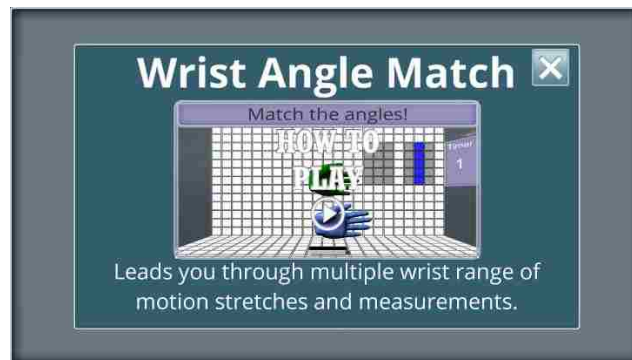 Wrist Angle Match
Match the angles!
HOW TO
PLAY
Timer
1
Leads you through multiple wrist range of
motion stretches and measurements.